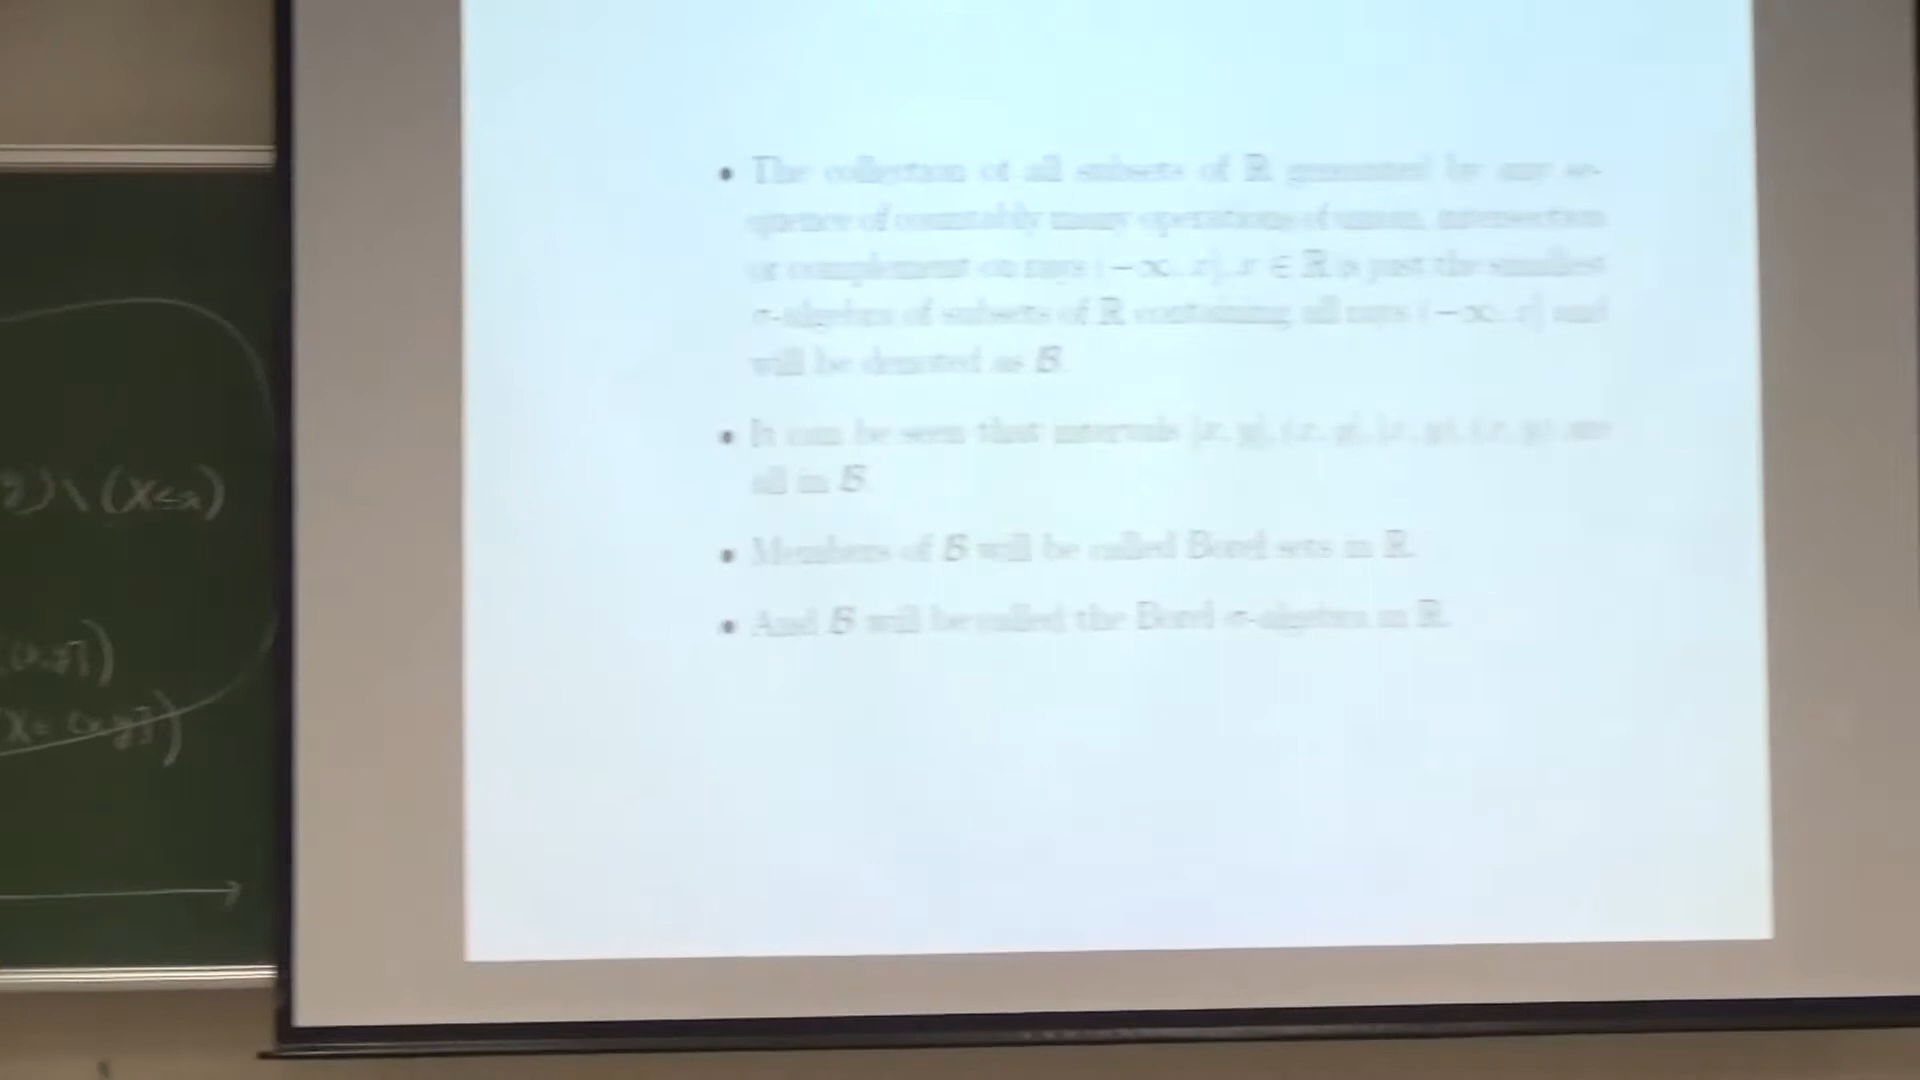 • The collection of all subsets of ℝ generated by any se-
quence of countably many operations of union, intersection
or complement on rays (−∞, x], x ∈ ℝ is just the smallest
σ-algebra of subsets of ℝ containing all rays (−∞, x] and
will be denoted as ℬ.
• It can be seen that intervals [x, y], (x, y], [x, y), (x, y) are
all in ℬ.
• Members of ℬ will be called Borel sets in ℝ.
• And ℬ will be called the Borel σ-algebra in ℝ.
) \ (X≤x)
(x,y])
X∈ (x,y])